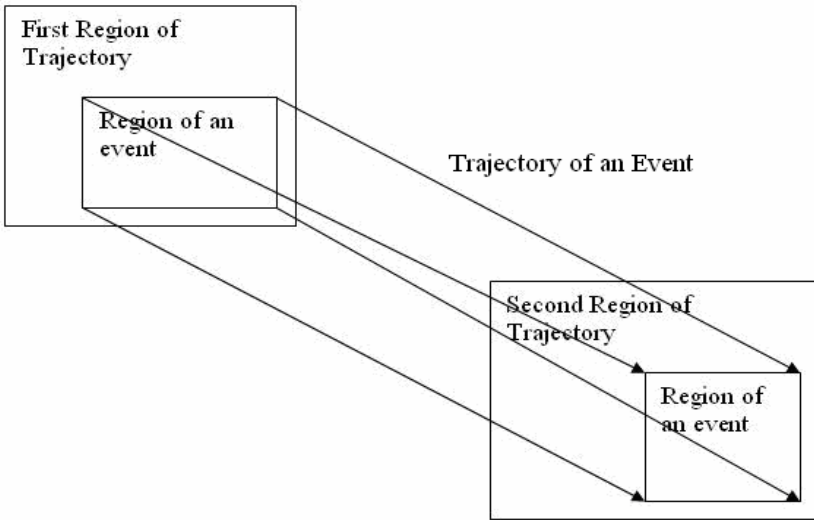 First Region of
Trajectory
Region of an
event
Trajectory of an Event
Second Region of
Trajectory
Region of
an event